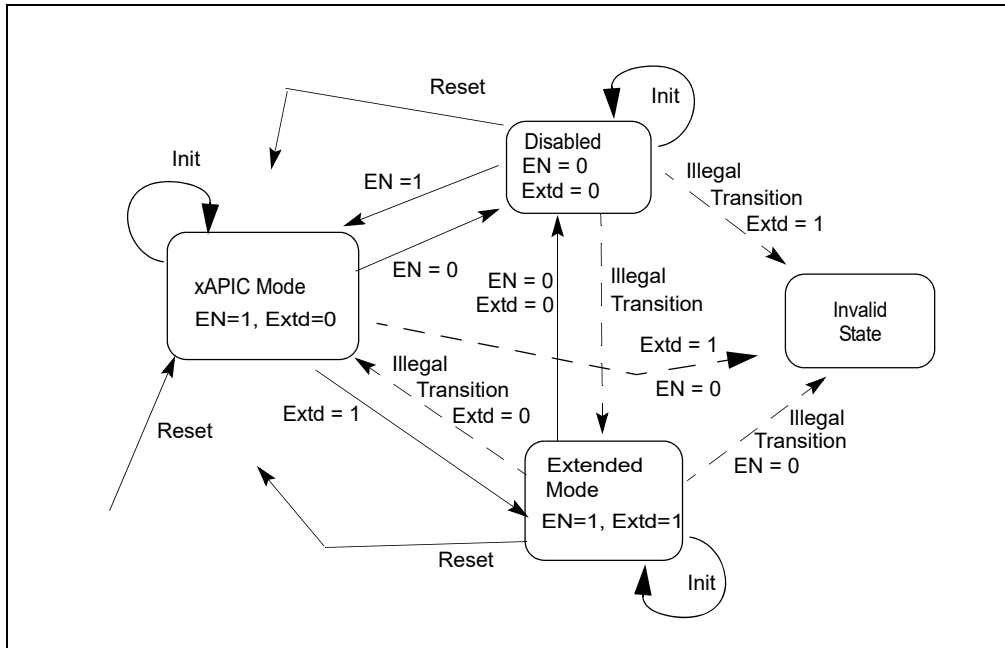 Reset
Init
Disabled
EN = 0
Extd = 0
Init
EN =1
Illegal
Transition
Extd = 1
xAPIC Mode
EN=1, Extd=0
EN = 0
EN = 0
Extd = 0
Illegal
Transition
Invalid
State
Extd = 1
EN = 0
Illegal
Transition
Extd = 0
Extd = 1
Reset
Illegal
Transition
EN = 0
Extended
Mode
EN=1, Extd=1
Reset
Init